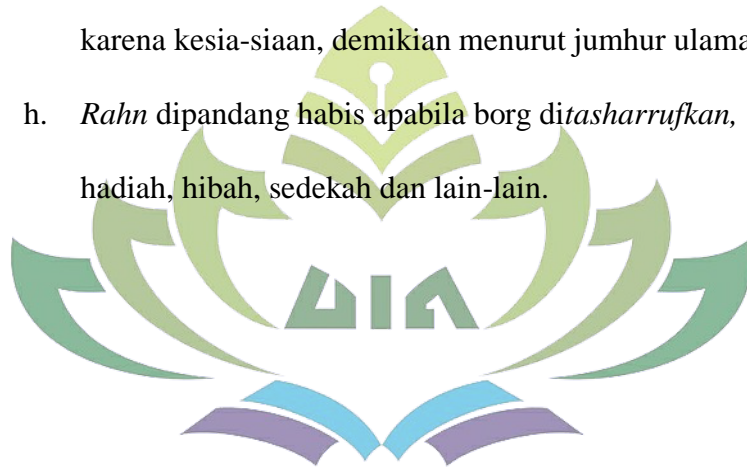 karena kesia-siaan, demikian menurut jumhur ulama
h. Rahn dipandang habis apabila borg ditasharrufkan,
hadiah, hibah, sedekah dan lain-lain.
UIN